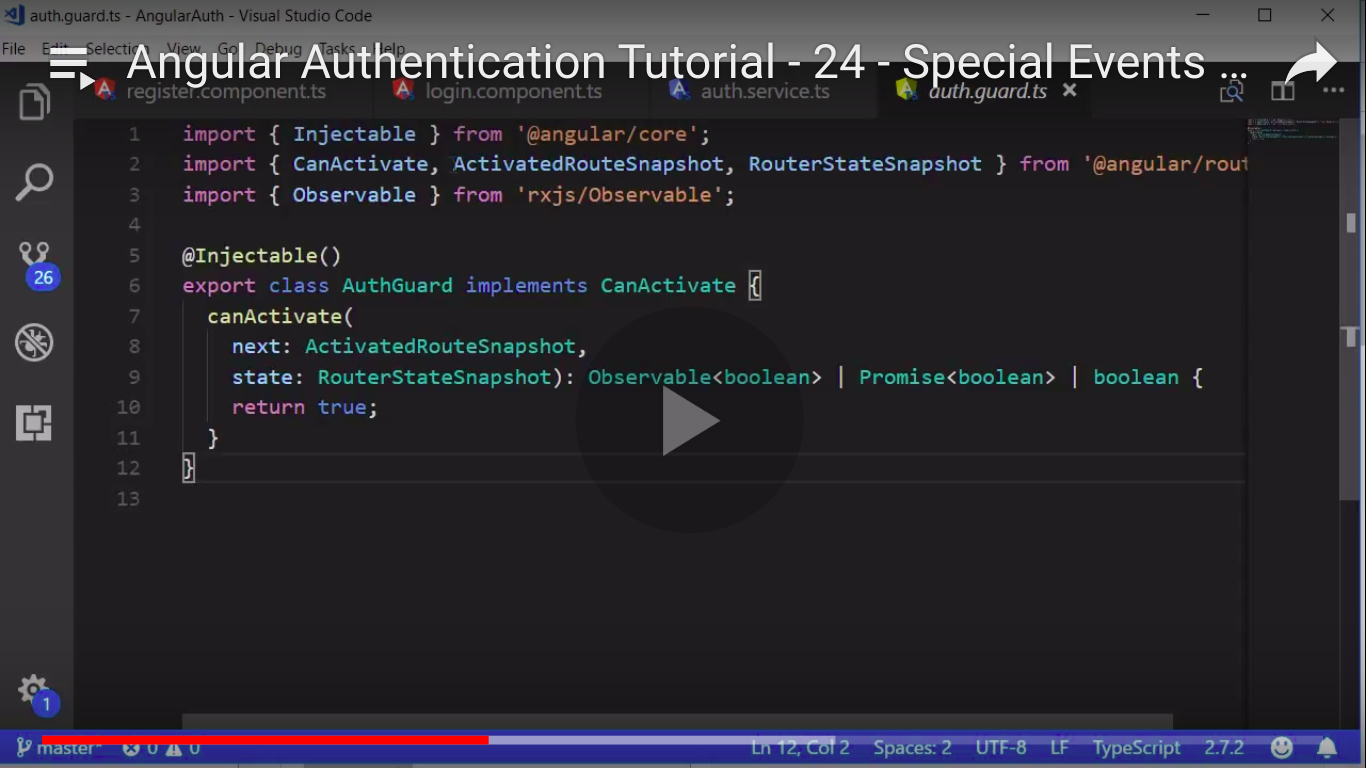 auth.guard.ts - AngularAuth - Visual Studio Code
File Edit Selection View Go Debug Tasks Help
Angular Authentication Tutorial - 24 - Special Events ...
register.component.ts login.component.ts auth.service.ts auth.guard.ts
1 import { Injectable } from '@angular/core';
2 import { CanActivate, ActivatedRouteSnapshot, RouterStateSnapshot } from '@angular/rout
3 import { Observable } from 'rxjs/Observable';
4
5 @Injectable()
6 export class AuthGuard implements CanActivate {
7 canActivate(
8 next: ActivatedRouteSnapshot,
9 state: RouterStateSnapshot): Observable<boolean> | Promise<boolean> | boolean {
10 return true;
11 }
12 }
13
26
1
master* 0 0 Ln 12, Col 2 Spaces: 2 UTF-8 LF TypeScript 2.7.2